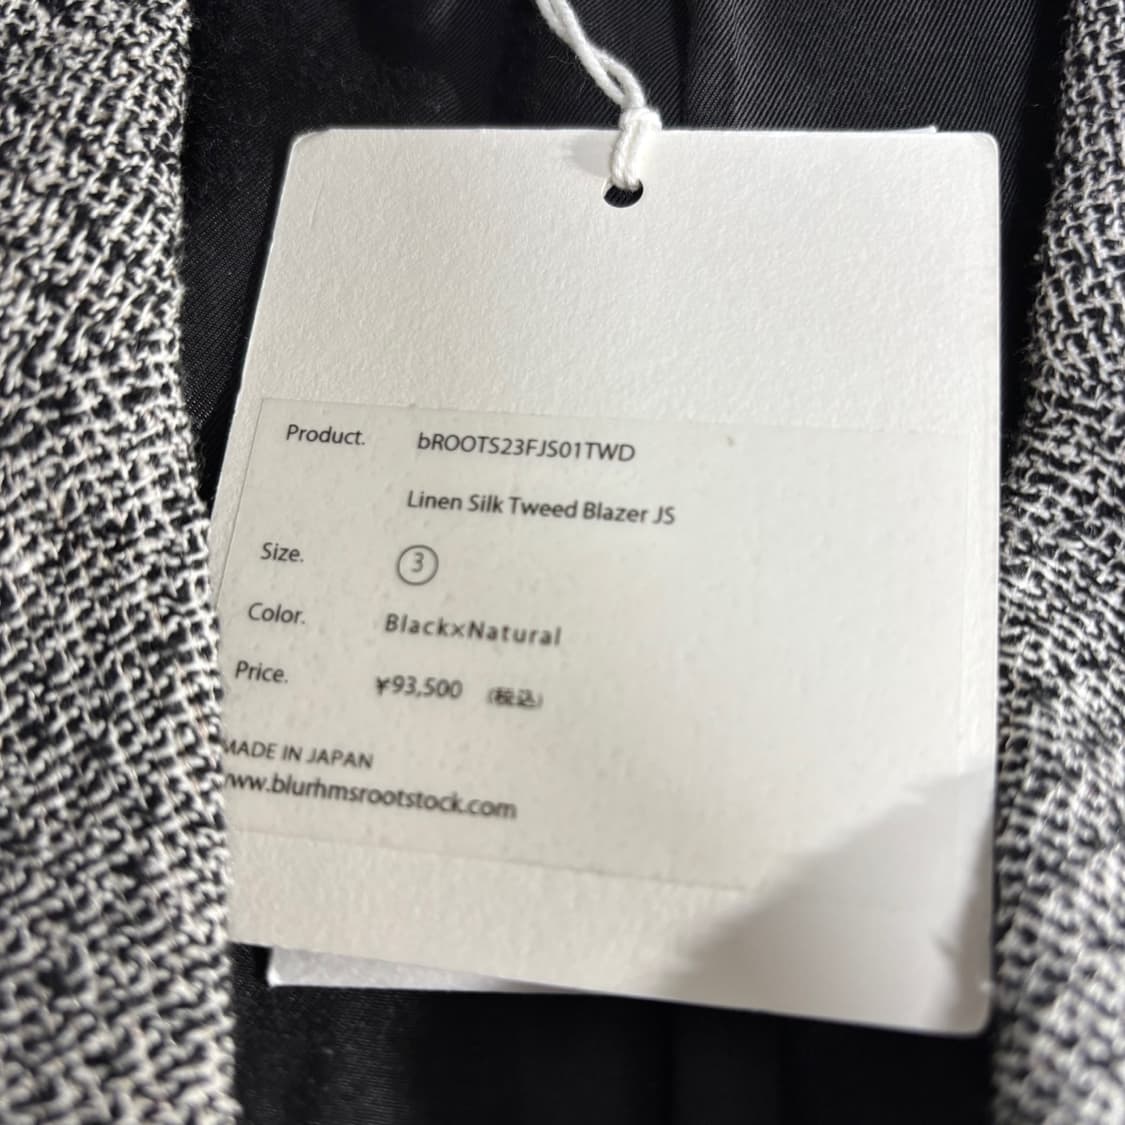 Product. bROOTS23FJS01TWD
Linen Silk Tweed Blazer JS
Size. ③
Color. Black×Natural
Price. ¥93,500 (税込)
MADE IN JAPAN
www.blurhmsrootstock.com